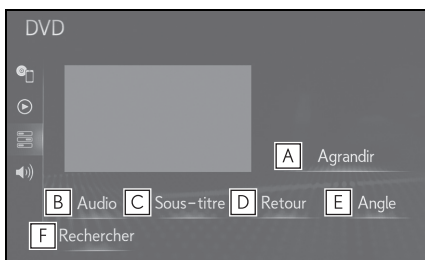 DVD
A Agrandir
B Audio C Sous-titre D Retour E Angle
F Rechercher